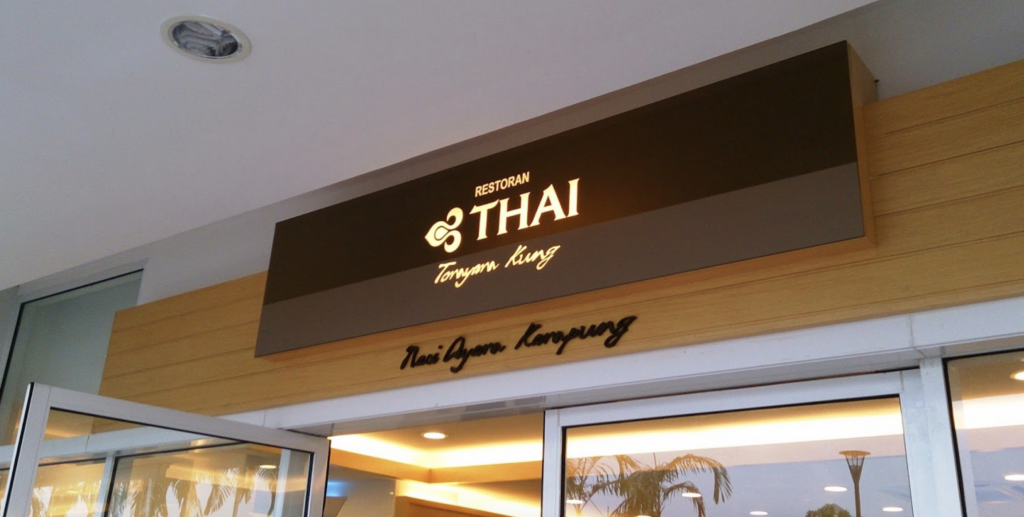 RESTORAN
THAI
Tomyam Kung
Nasi Ayam Kampung